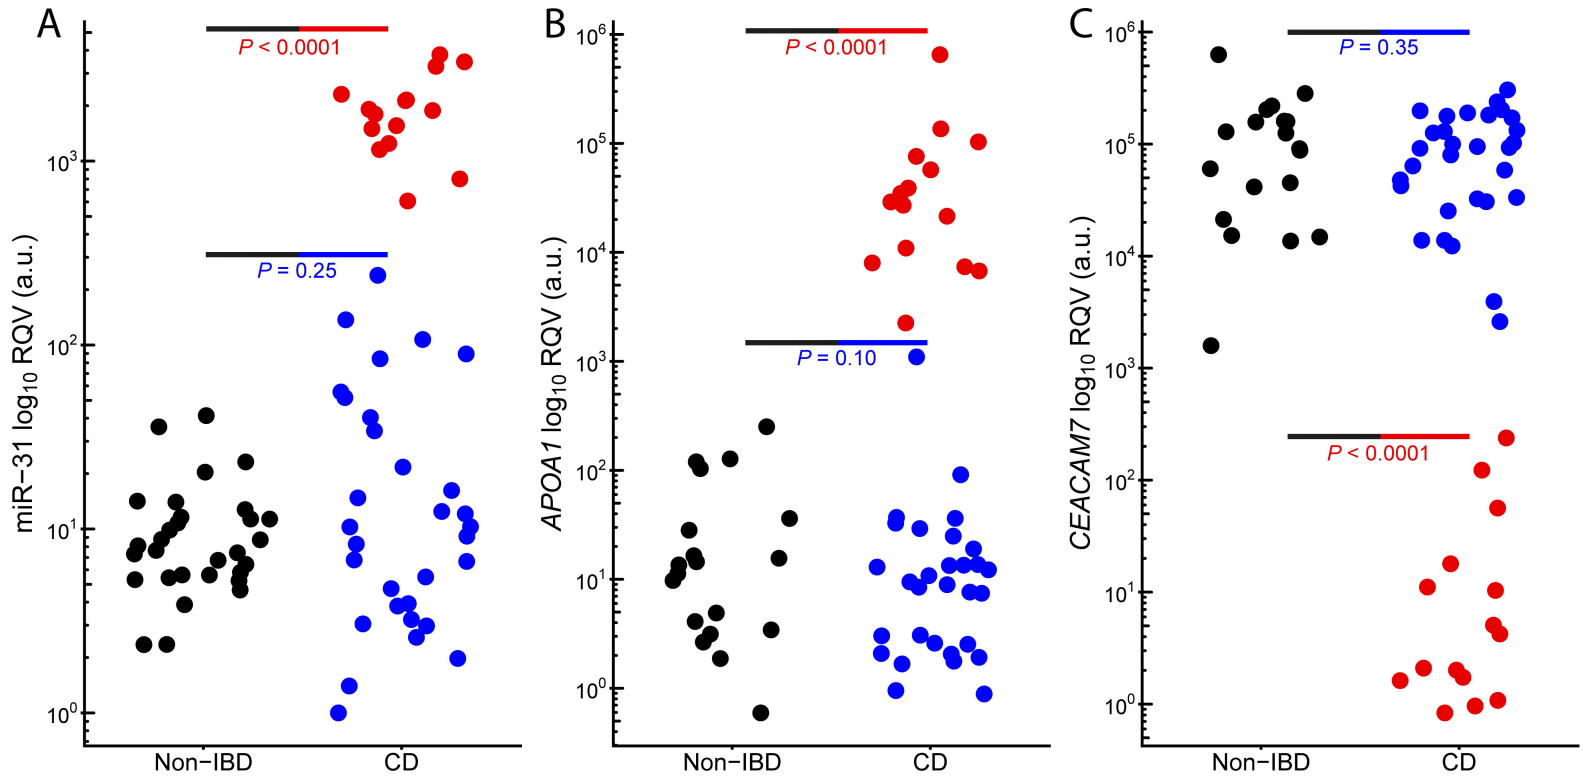 A
miR−31 log10 RQV (a.u.)
10^3
10^2
10^1
10^0
P < 0.0001
P = 0.25
Non−IBD CD
B
APOA1 log10 RQV (a.u.)
10^6
10^5
10^4
10^3
10^2
10^1
10^0
P < 0.0001
P = 0.10
Non−IBD CD
C
CEACAM7 log10 RQV (a.u.)
10^6
10^5
10^4
10^3
10^2
10^1
10^0
P = 0.35
P < 0.0001
Non−IBD CD